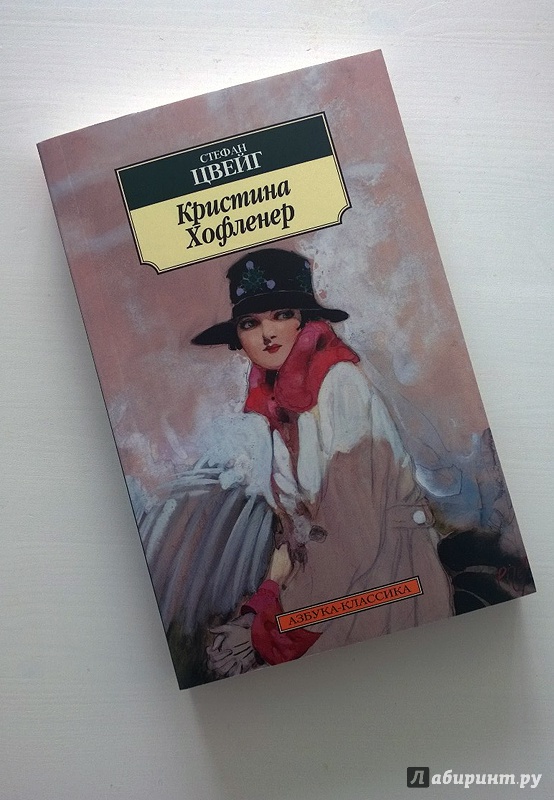 СТЕФАН
ЦВЕЙГ
Кристина
Хофленер
АЗБУКА-КЛАССИКА
Лабиринт.ру